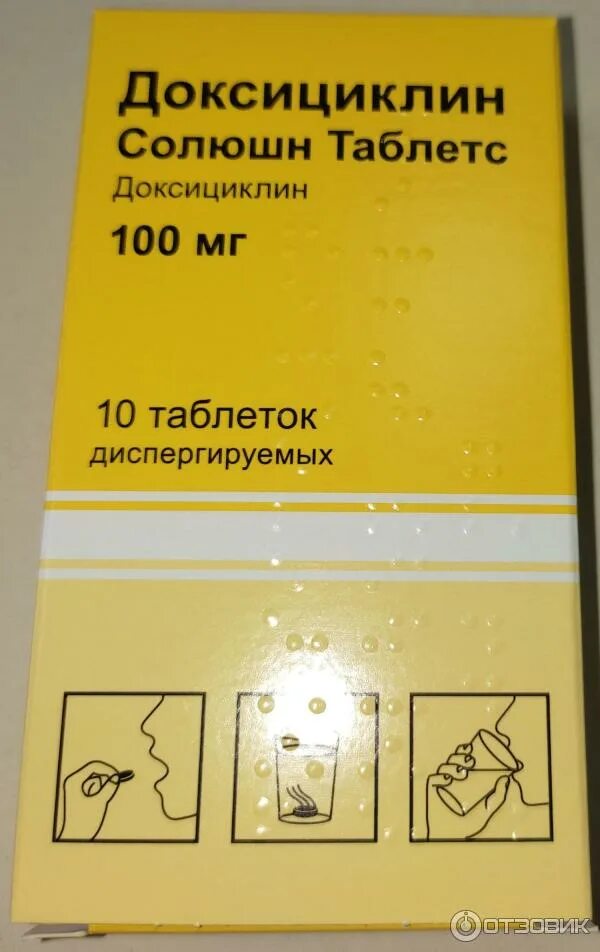 Доксициклин
Солюшн Таблетс
Доксициклин
100 мг
10 таблеток
диспергируемых
ОТЗОВИК